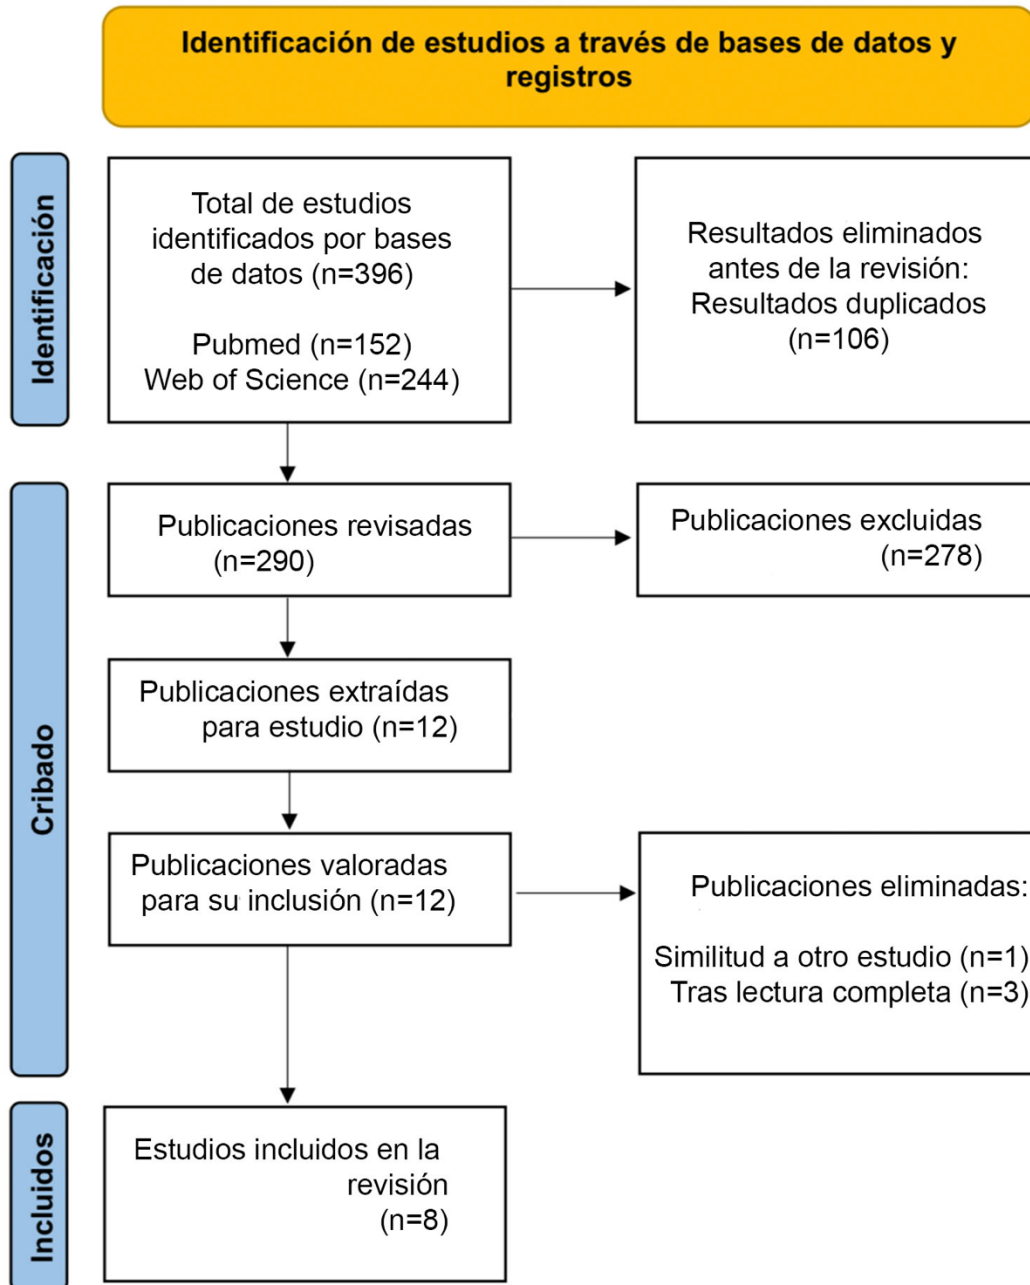 Identificación de estudios a través de bases de datos y
registros
Identificación
Total de estudios
identificados por bases
de datos (n=396)
Pubmed (n=152)
Web of Science (n=244)
Resultados eliminados
antes de la revisión:
Resultados duplicados
(n=106)
Cribado
Publicaciones revisadas
(n=290)
Publicaciones excluidas
(n=278)
Publicaciones extraídas
para estudio (n=12)
Publicaciones valoradas
para su inclusión (n=12)
Publicaciones eliminadas:
Similitud a otro estudio (n=1)
Tras lectura completa (n=3)
Incluidos
Estudios incluidos en la
revisión
(n=8)